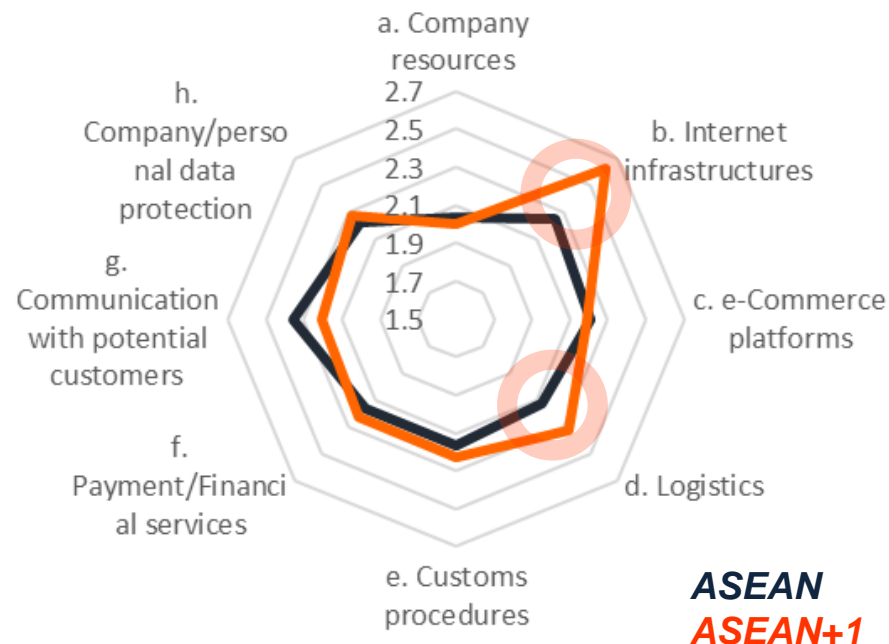 a. Company
resources
2.7
2.5
2.3
2.1
1.9
1.7
1.5
b. Internet
infrastructures
c. e-Commerce
platforms
d. Logistics
e. Customs
procedures
f.
Payment/Financi
al services
g.
Communication
with potential
customers
h.
Company/perso
nal data
protection
ASEAN
ASEAN+1